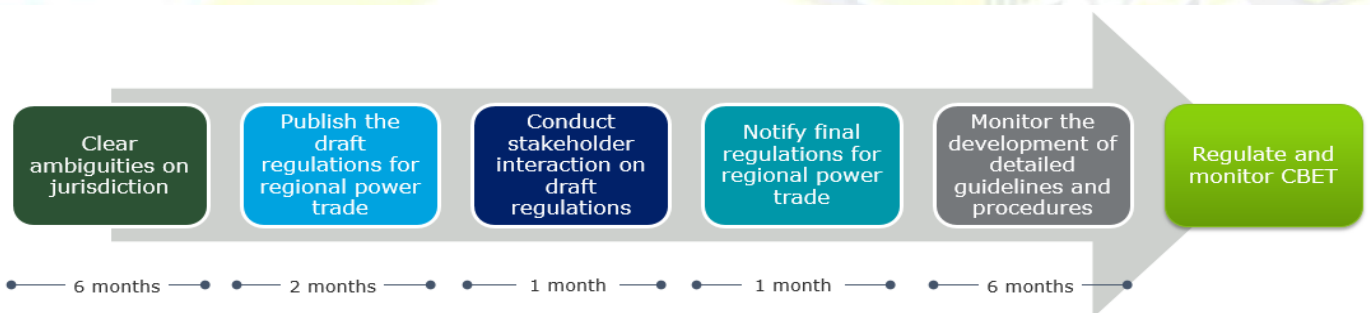 Clear
ambiguities on
jurisdiction
Publish the
draft
regulations for
regional power
trade
Conduct
stakeholder
interaction on
draft
regulations
Notify final
regulations for
regional power
trade
Monitor the
development of
detailed
guidelines and
procedures
Regulate and
monitor CBET
6 months
2 months
1 month
1 month
6 months